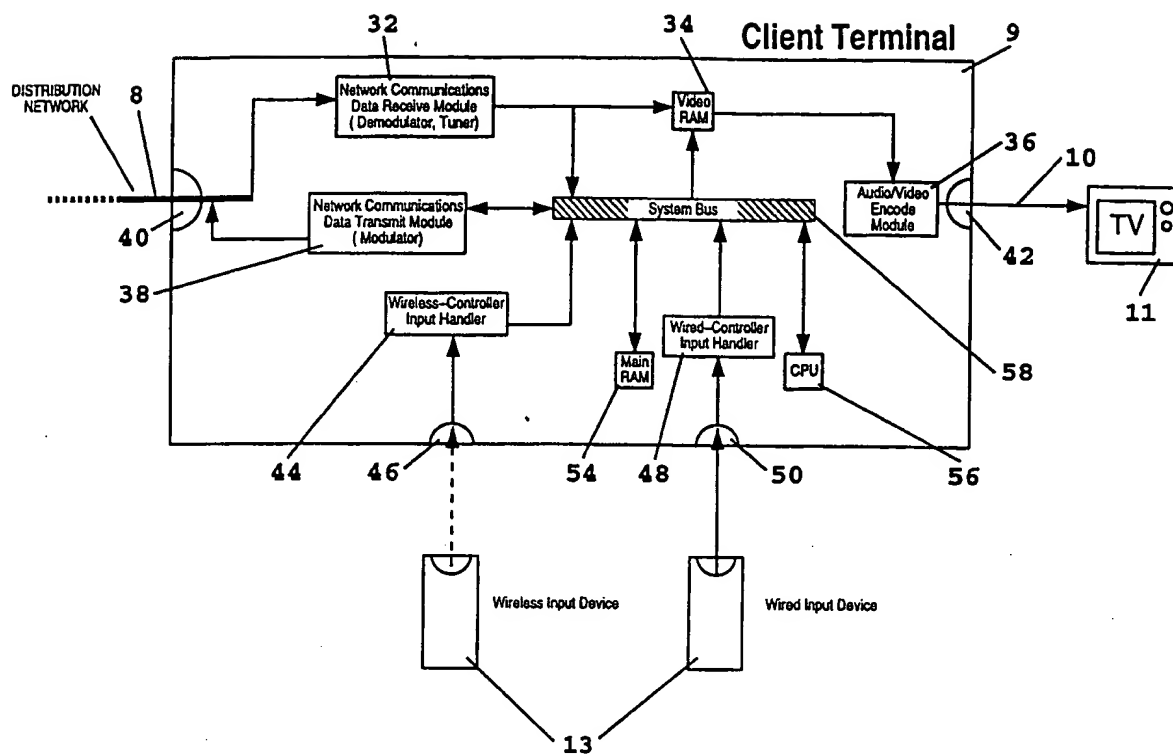 32
34
Client Terminal
9
DISTRIBUTION
NETWORK
8
Network Communications
Data Receive Module
( Demodulator, Tuner)
Video
RAM
36
10
Audio/Video
Encode
Module
System Bus
Network Communications
Data Transmit Module
( Modulator)
40
42
TV
11
38
Wireless-Controller
Input Handler
Wired-Controller
Input Handler
Main
RAM
CPU
58
44
46
54
48
50
56
Wireless Input Device
Wired Input Device
13